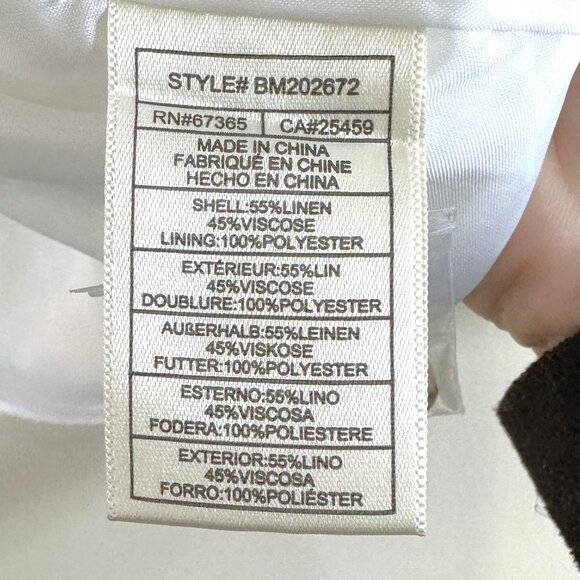 STYLE# BM202672
RN#67365 CA#25459
MADE IN CHINA
FABRIQUÉ EN CHINE
HECHO EN CHINA
SHELL:55%LINEN
45%VISCOSE
LINING:100%POLYESTER
EXTÉRIEUR:55%LIN
45%VISCOSE
DOUBLURE:100%POLYESTER
AUßERHALB:55%LEINEN
45%VISKOSE
FUTTER:100%POLYESTER
ESTERNO:55%LINO
45%VISCOSA
FODERA:100%POLIESTERE
EXTERIOR:55%LINO
45%VISCOSA
FORRO:100%POLIÉSTER